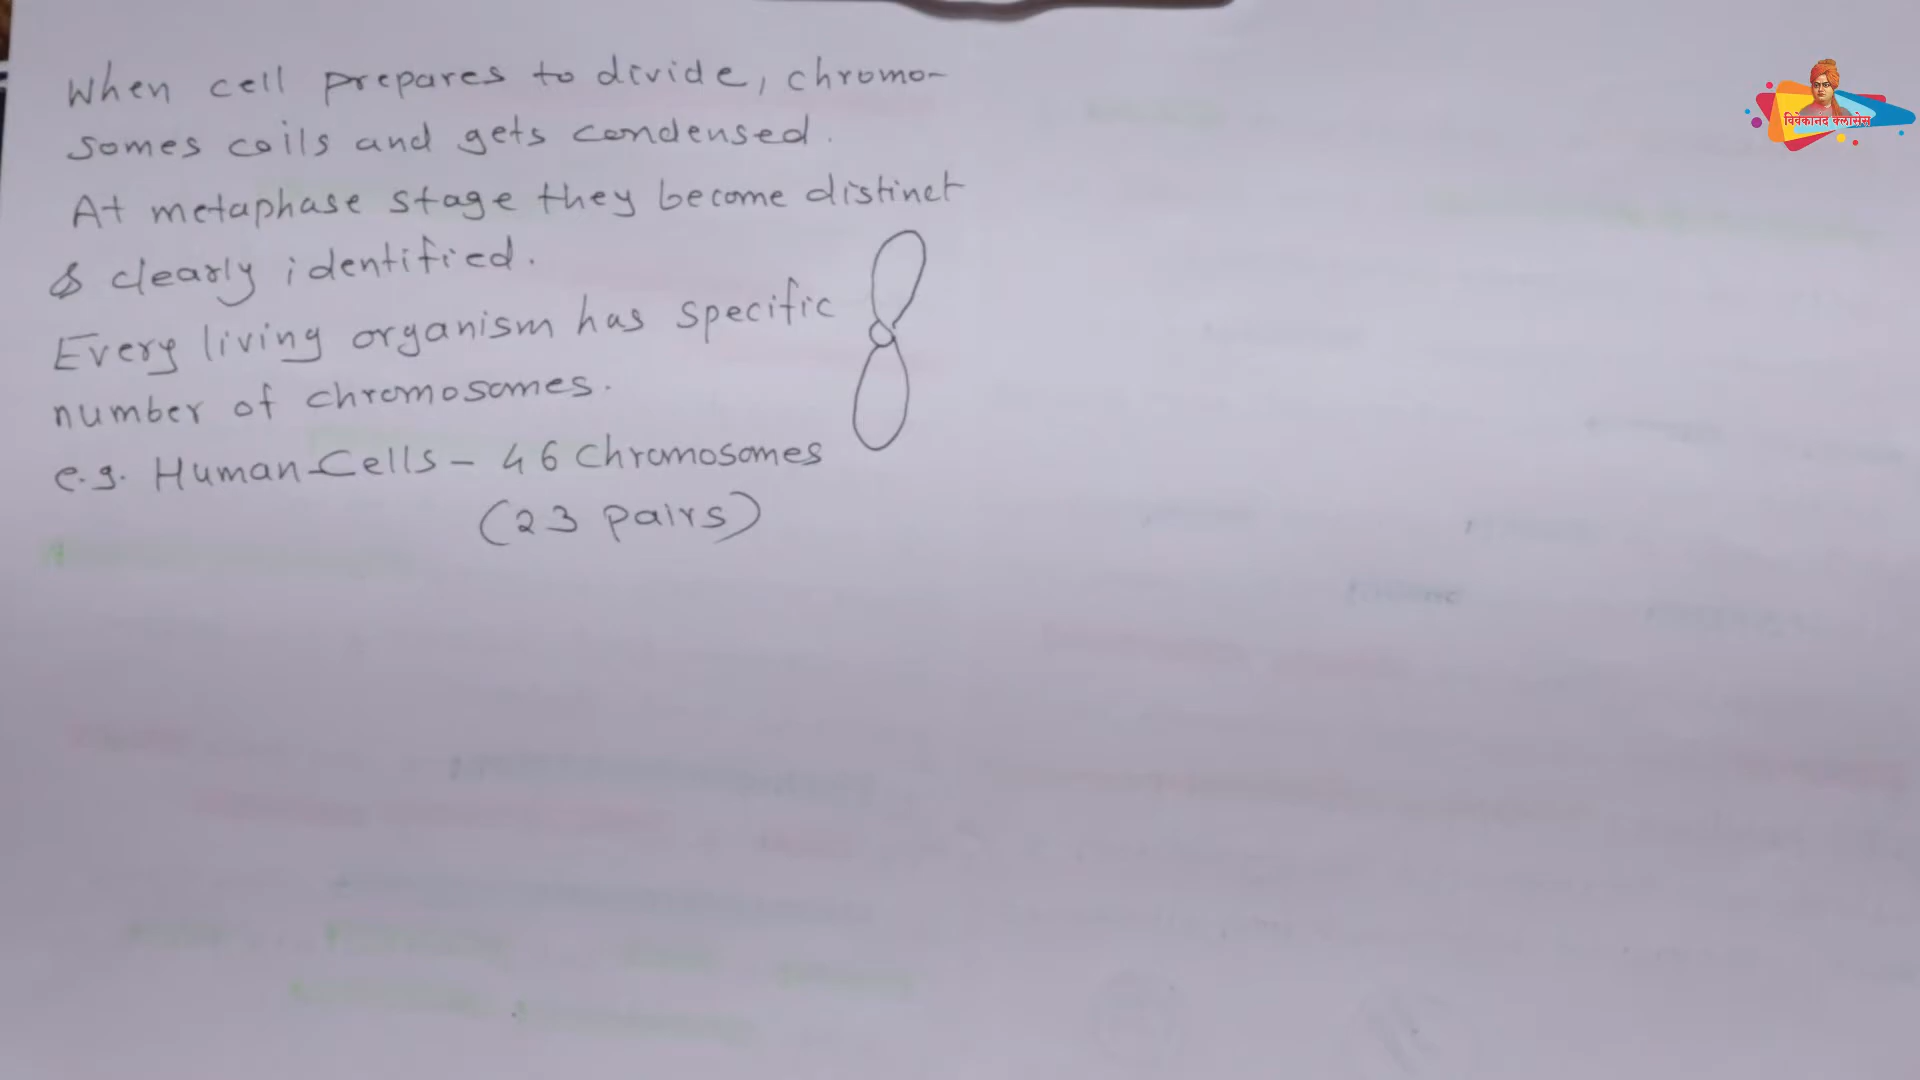 When cell prepares to divide, chromo-
somes coils and gets condensed.
At metaphase stage they become distinct
& clearly identified.
Every living organism has specific
number of chromosomes.
e.g. Human Cells - 46 Chromosomes
(23 pairs)
विवेकानंद क्लासेस